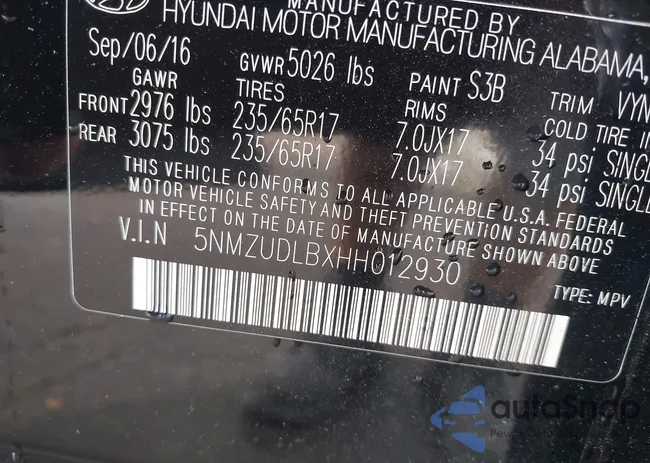 MANUFACTURED BY
HYUNDAI MOTOR MANUFACTURING ALABAMA,
Sep/06/16 GVWR 5026 lbs PAINT S3B TRIM VYN
GAWR TIRES RIMS COLD TIRE IN
FRONT 2976 lbs 235/65R17 7.0JX17 34 psi SINGL
REAR 3075 lbs 235/65R17 7.0JX17 34 psi SINGLE
THIS VEHICLE CONFORMS TO ALL APPLICABLE U.S.A. FEDERAL
MOTOR VEHICLE SAFETY AND THEFT PREVENTION STANDARDS
IN EFFECT ON THE DATE OF MANUFACTURE SHOWN ABOVE
V.I.N 5NMZUDLBXHH012930
TYPE: MPV
autoSnap